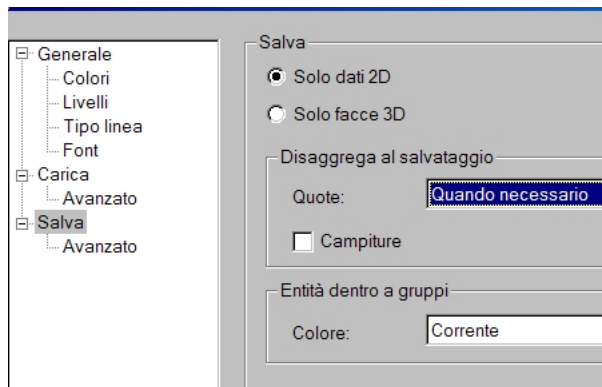 Generale
Colori
Livelli
Tipo linea
Font
Carica
Avanzato
Salva
Avanzato
Salva
Solo dati 2D
Solo facce 3D
Disaggrega al salvataggio
Quote: Quando necessario
Campiture
Entità dentro a gruppi
Colore: Corrente